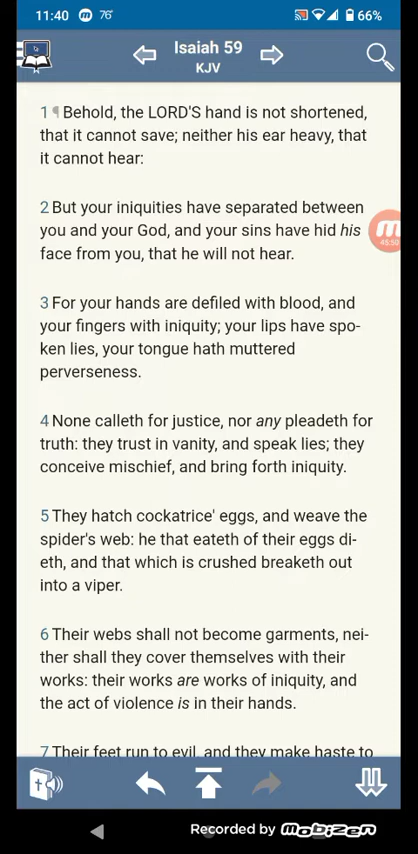 11:40 m 76° 66%
Isaiah 59
KJV
1 ¶ Behold, the LORD'S hand is not shortened,
that it cannot save; neither his ear heavy, that
it cannot hear:
2 But your iniquities have separated between
you and your God, and your sins have hid his
face from you, that he will not hear.
m
45:50
3 For your hands are defiled with blood, and
your fingers with iniquity; your lips have spo-
ken lies, your tongue hath muttered
perverseness.
4 None calleth for justice, nor any pleadeth for
truth: they trust in vanity, and speak lies; they
conceive mischief, and bring forth iniquity.
5 They hatch cockatrice' eggs, and weave the
spider's web: he that eateth of their eggs di-
eth, and that which is crushed breaketh out
into a viper.
6 Their webs shall not become garments, nei-
ther shall they cover themselves with their
works: their works are works of iniquity, and
the act of violence is in their hands.
7 Their feet run to evil, and they make haste to
Recorded by mobizen